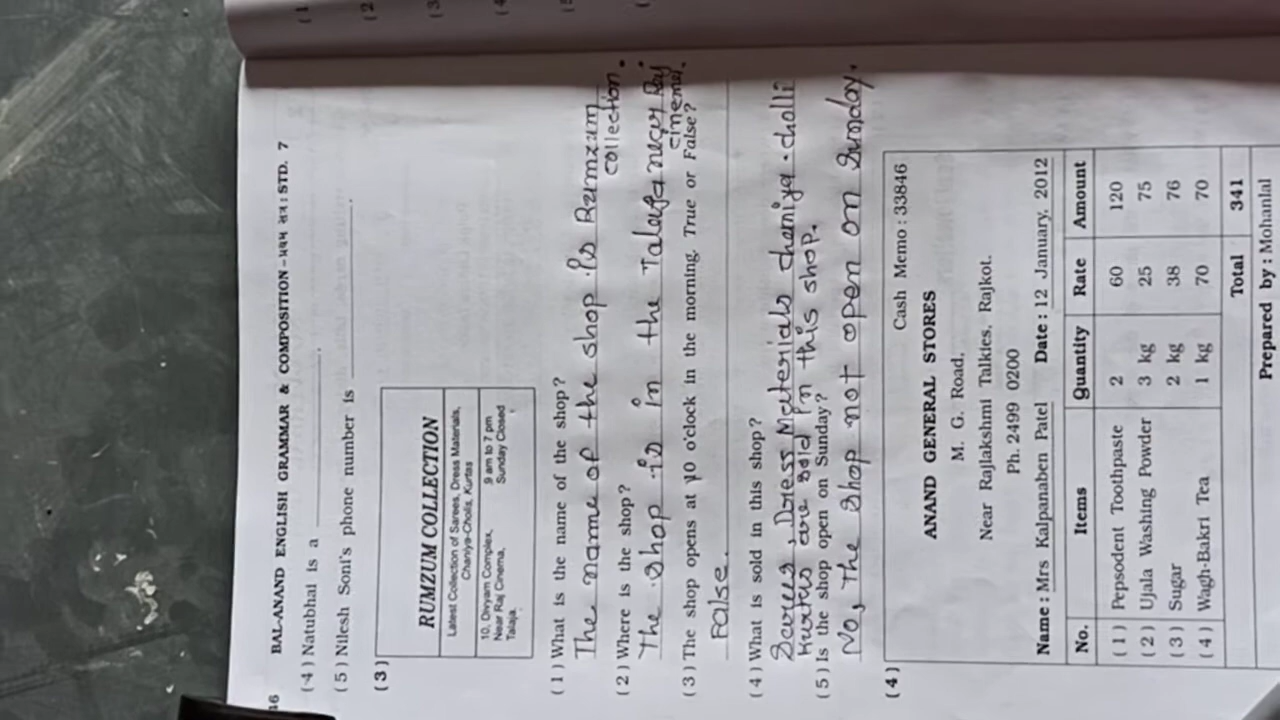 46 BAL-ANAND ENGLISH GRAMMAR & COMPOSITION - પ્રથમ સત્ર : STD. 7
( 4 ) Natubhai is a ____________.
( 5 ) Nilesh Soni's phone number is ____________.
( 3 )
RUMZUM COLLECTION
Latest Collection of Sarees, Dress Materials,
Chaniya-Cholis, Kurtas
10, Divyam Complex, 9 am to 7 pm
Near Raj Cinema, Sunday Closed
Talaja.
( 1 ) What is the name of the shop?
The name of the shop is Rumzum
collection.
( 2 ) Where is the shop?
The shop is in the Talaja near Raj
cinema.
( 3 ) The shop opens at 10 o'clock in the morning. True or False?
False.
( 4 ) What is sold in this shop?
Sarees, Dress Materials chaniya-cholli
Kurtas are sold in this shop.
( 5 ) Is the shop open on Sunday?
No, The shop not open on Sunday.
( 4 )
Cash Memo : 33846
ANAND GENERAL STORES
M. G. Road,
Near Rajlakshmi Talkies, Rajkot.
Ph. 2499 0200
Name : Mrs Kalpanaben Patel Date : 12 January, 2012
No. Items Quantity Rate Amount
( 1 ) Pepsodent Toothpaste 2 60 120
( 2 ) Ujala Washing Powder 3 kg 25 75
( 3 ) Sugar 2 kg 38 76
( 4 ) Wagh-Bakri Tea 1 kg 70 70
Total 341
Prepared by : Mohanlal